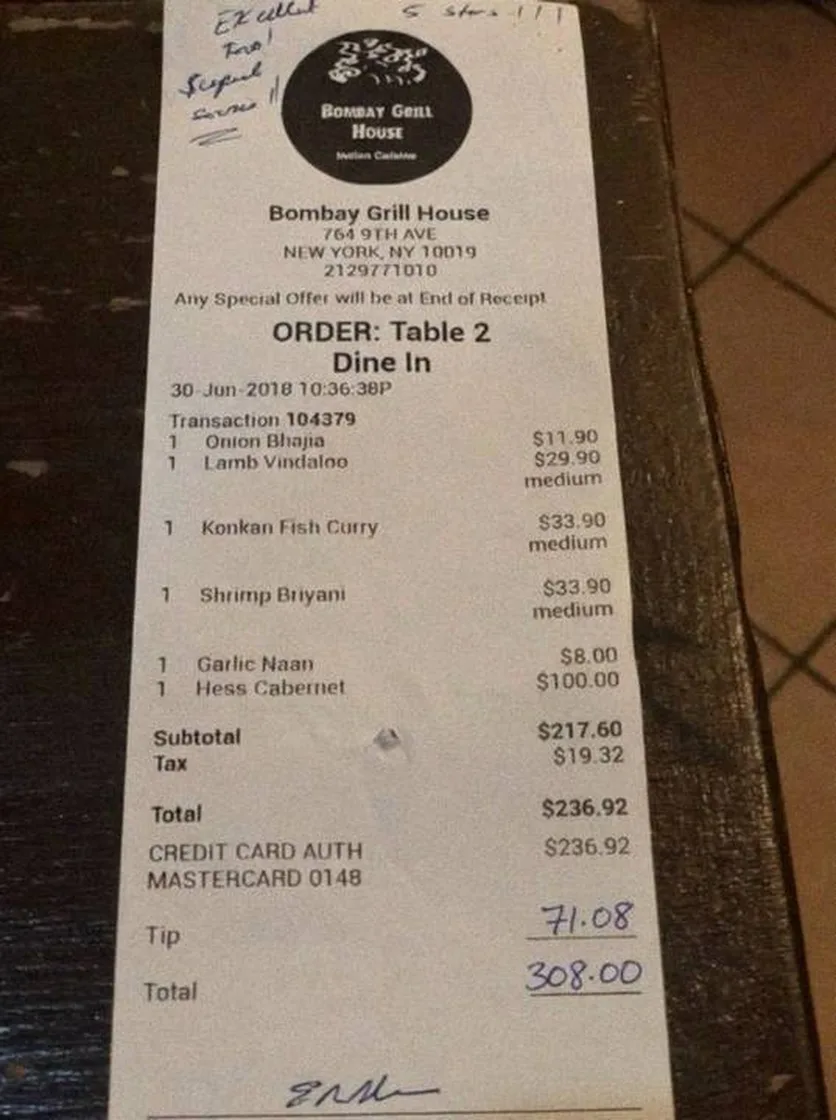 Excellent 5 stars!!!
Food!
Superb
service!!
BOMBAY GRILL
HOUSE
Indian Cuisine
Bombay Grill House
764 9TH AVE
NEW YORK, NY 10019
2129771010
Any Special Offer will be at End of Receipt
ORDER: Table 2
Dine In
30-Jun-2018 10:36:38P
Transaction 104379
1 Onion Bhajia $11.90
1 Lamb Vindaloo $29.90
medium
1 Konkan Fish Curry $33.90
medium
1 Shrimp Briyani $33.90
medium
1 Garlic Naan $8.00
1 Hess Cabernet $100.00
Subtotal $217.60
Tax $19.32
Total $236.92
CREDIT CARD AUTH $236.92
MASTERCARD 0148
Tip 71.08
Total 308.00